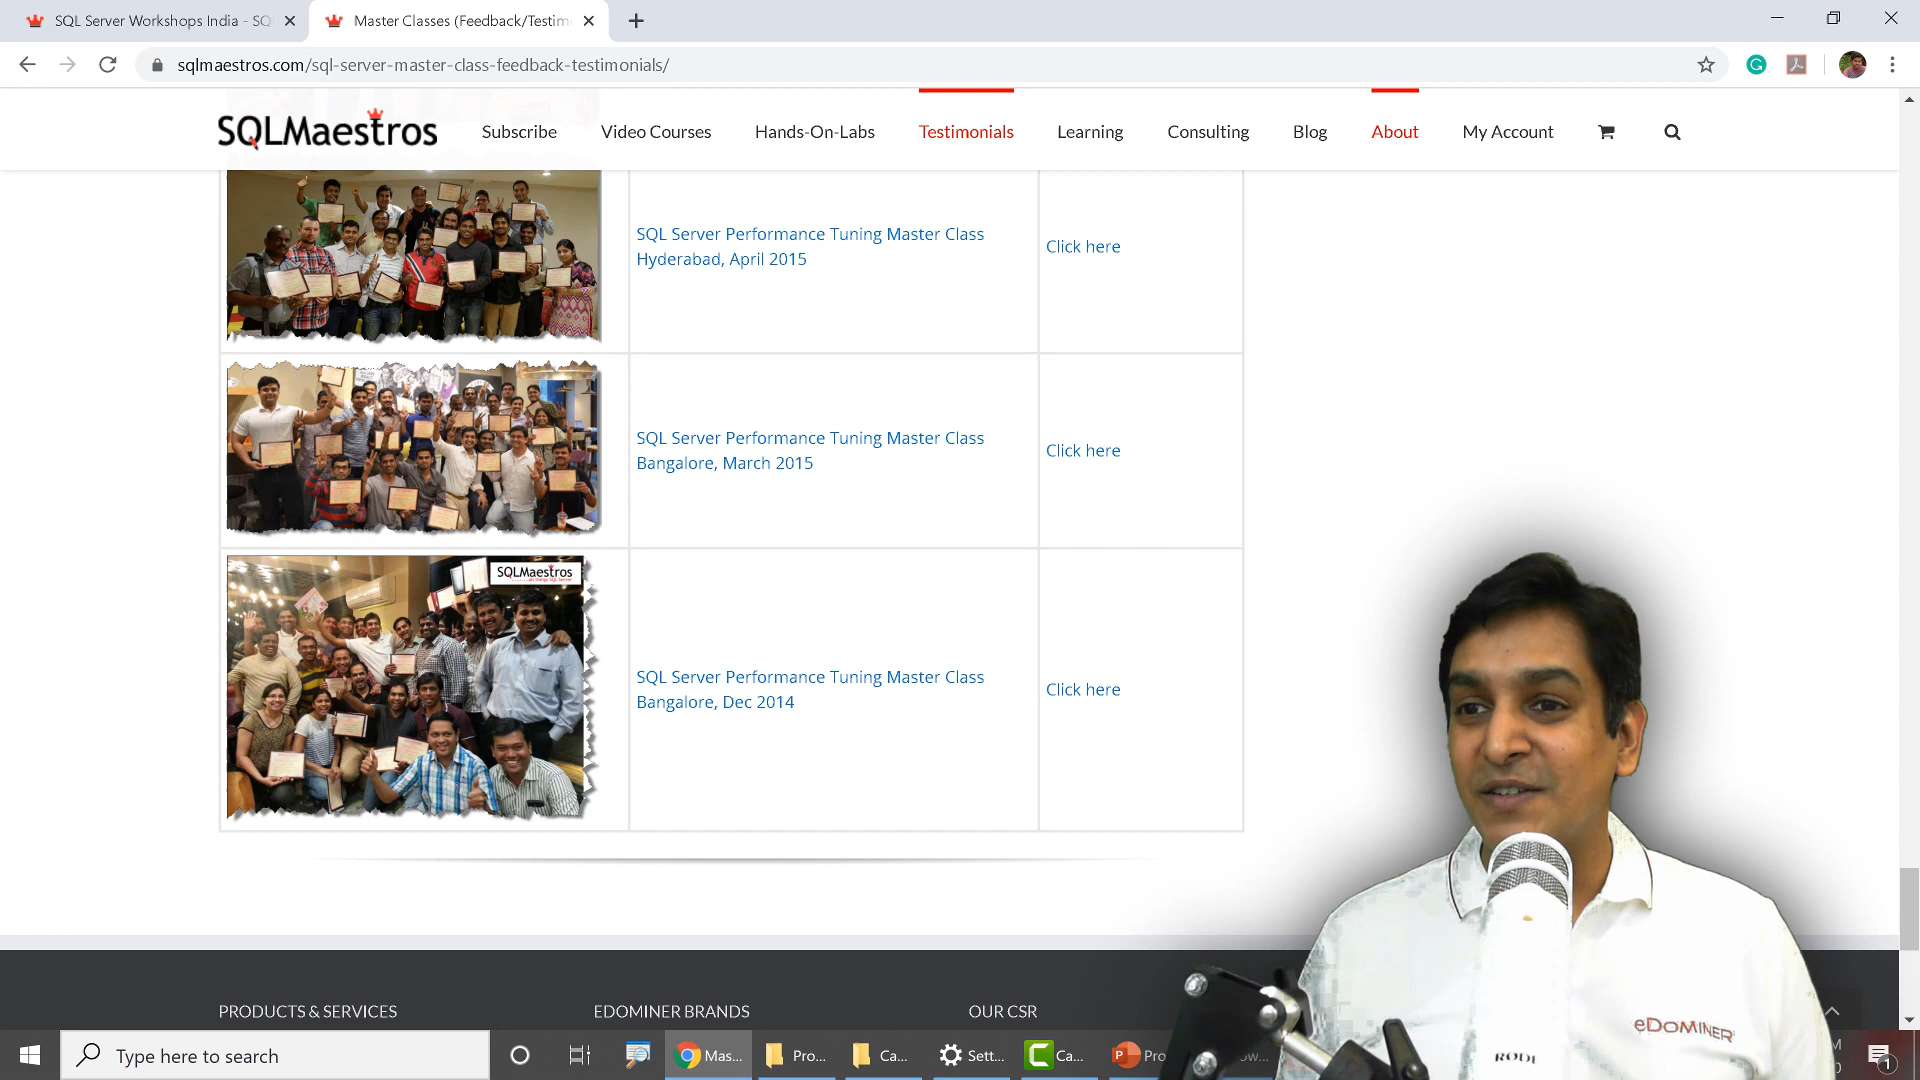 SQL Server Workshops India - SQ
Master Classes (Feedback/Testim
sqlmaestros.com/sql-server-master-class-feedback-testimonials/
SQLMaestros
Subscribe
Video Courses
Hands-On-Labs
Testimonials
Learning
Consulting
Blog
About
My Account
SQL Server Performance Tuning Master Class
Hyderabad, April 2015
Click here
SQL Server Performance Tuning Master Class
Bangalore, March 2015
Click here
SQLMaestros
SQL Server Performance Tuning Master Class
Bangalore, Dec 2014
Click here
eDOMINER
RODE
PRODUCTS & SERVICES
EDOMINER BRANDS
OUR CSR
Type here to search
Mas...
Pro...
Ca...
Sett...
Ca...
Pro
1